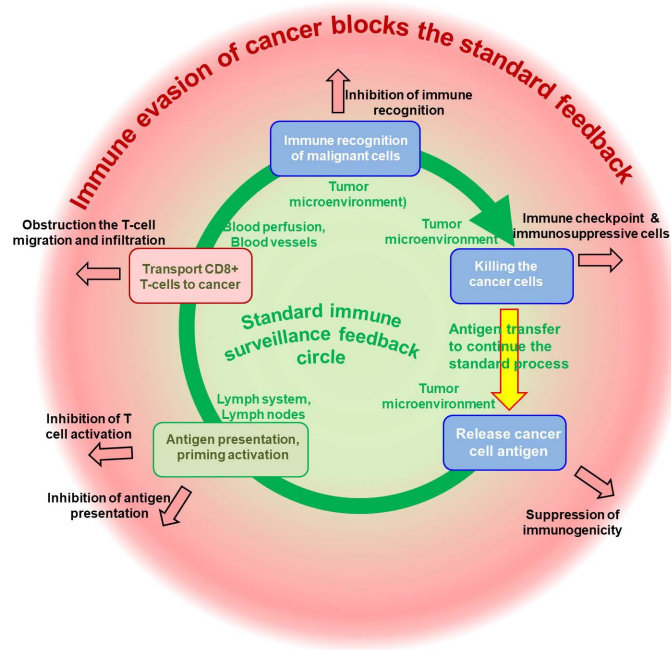 Immune evasion of cancer blocks the standard feedback
Inhibition of immune
recognition
Immune recognition
of malignant cells
Tumor
microenvironment)
Blood perfusion,
Blood vessels
Tumor
microenvironment
Obstruction the T-cell
migration and infiltration
Immune checkpoint &
immunosuppressive cells
Transport CD8+
T-cells to cancer
Killing the
cancer cells
Standard immune
surveillance feedback
circle
Antigen transfer
to continue the
standard process
Lymph system,
Lymph nodes
Tumor
microenvironment
Inhibition of T
cell activation
Antigen presentation,
priming activation
Release cancer
cell antigen
Inhibition of antigen
presentation
Suppression of
immunogenicity